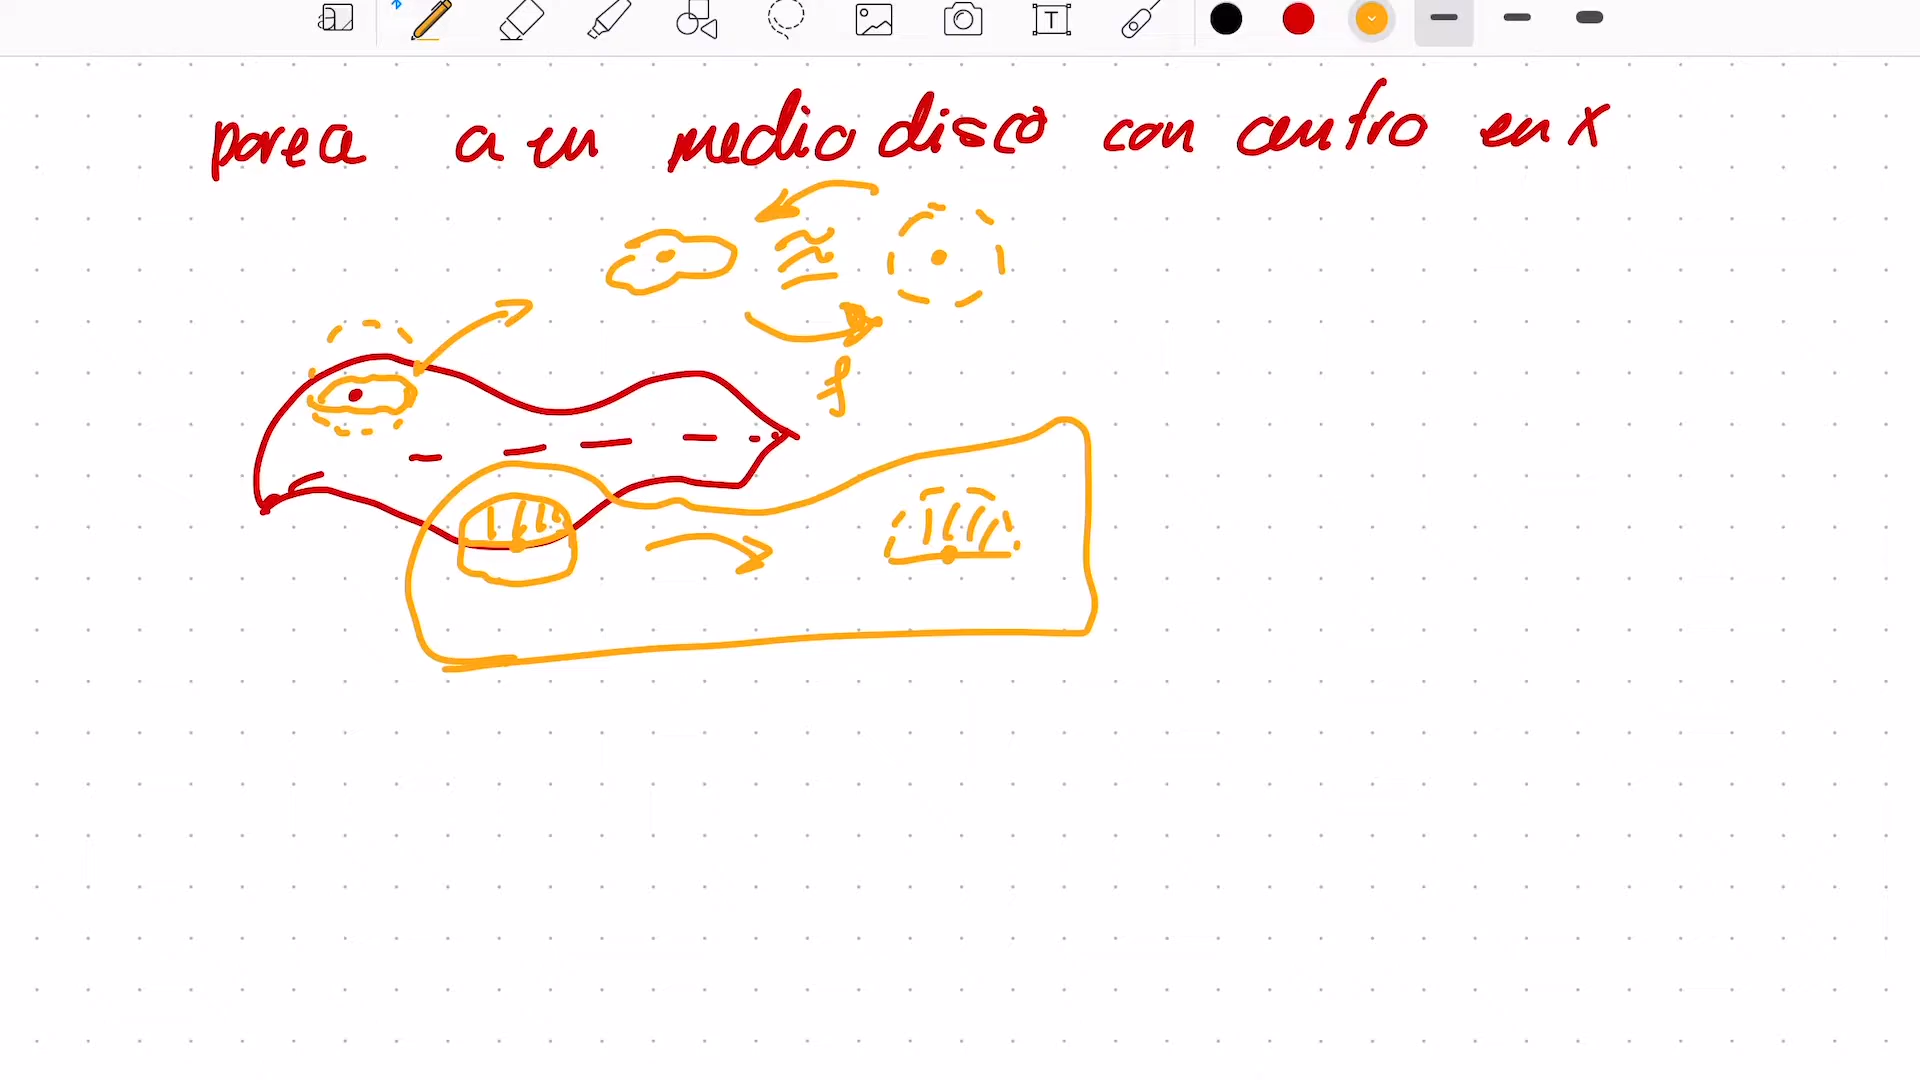 parece a un medio disco con centro en x
≅
f